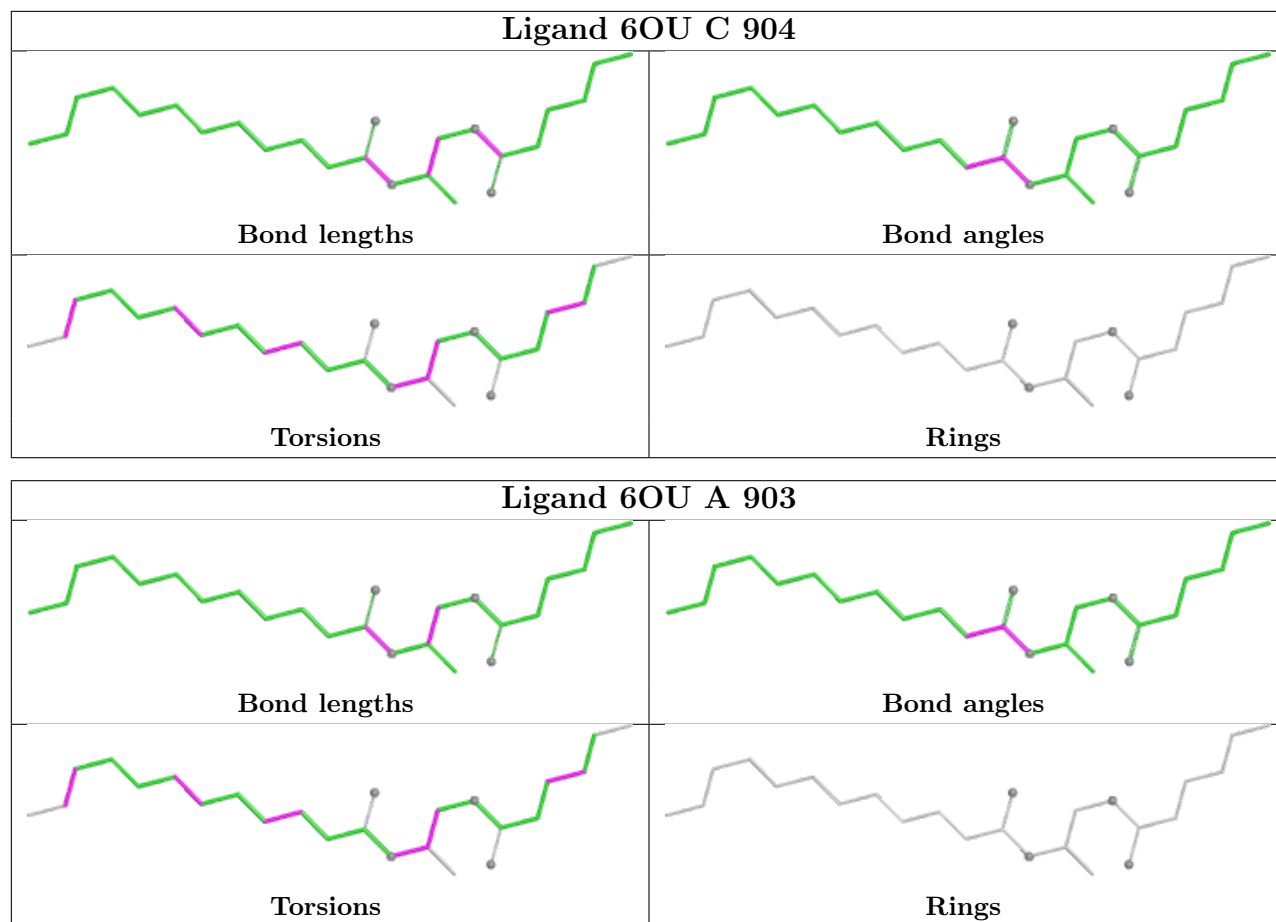 Ligand 6OU C 904
Bond lengths
Bond angles
Torsions
Rings
Ligand 6OU A 903
Bond lengths
Bond angles
Torsions
Rings